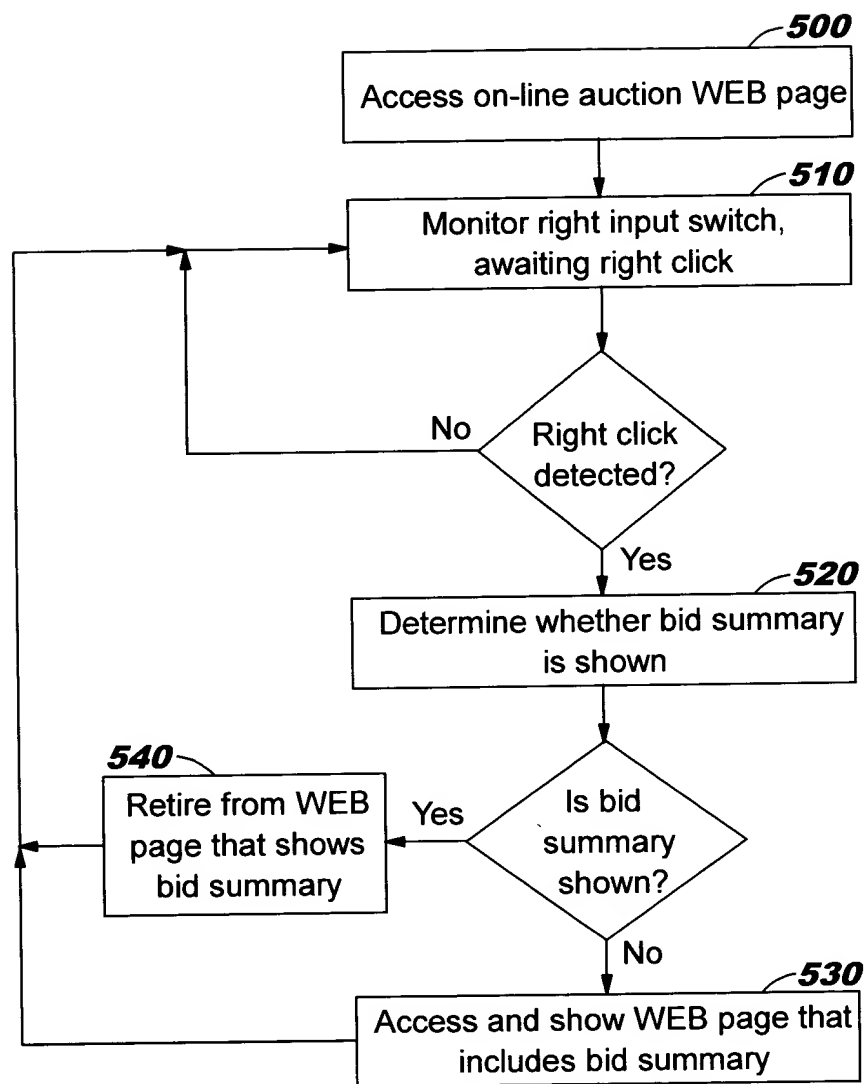 500
Access on-line auction WEB page
510
Monitor right input switch,
awaiting right click
No
Right click
detected?
Yes
520
Determine whether bid summary
is shown
540
Retire from WEB
page that shows
bid summary
Yes
Is bid
summary
shown?
No
530
Access and show WEB page that
includes bid summary